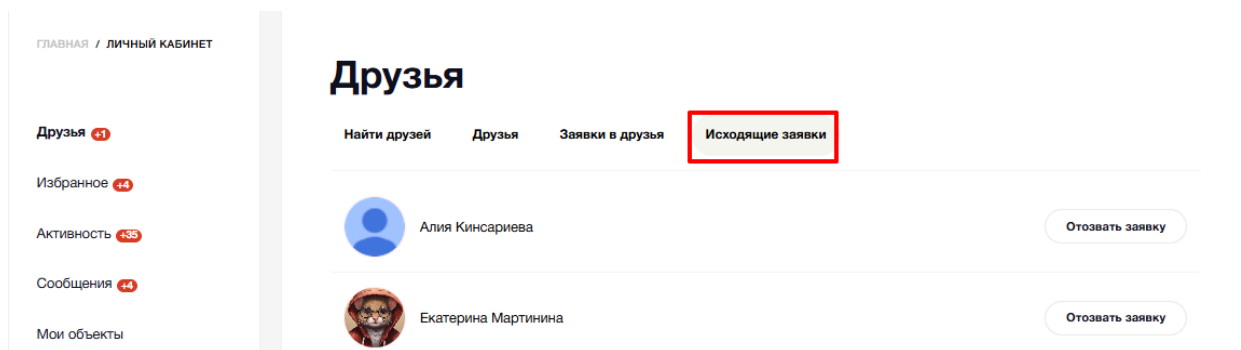 ГЛАВНАЯ / ЛИЧНЫЙ КАБИНЕТ
Друзья
Друзья +1
Найти друзей Друзья Заявки в друзья Исходящие заявки
Избранное +4
Активность +35
Алия Кинсариева Отозвать заявку
Сообщения +4
Екатерина Мартинина Отозвать заявку
Мои объекты